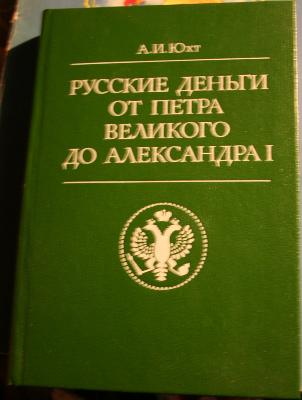 А.И.Юхт
РУССКИЕ ДЕНЬГИ
ОТ ПЕТРА
ВЕЛИКОГО
ДО АЛЕКСАНДРА I